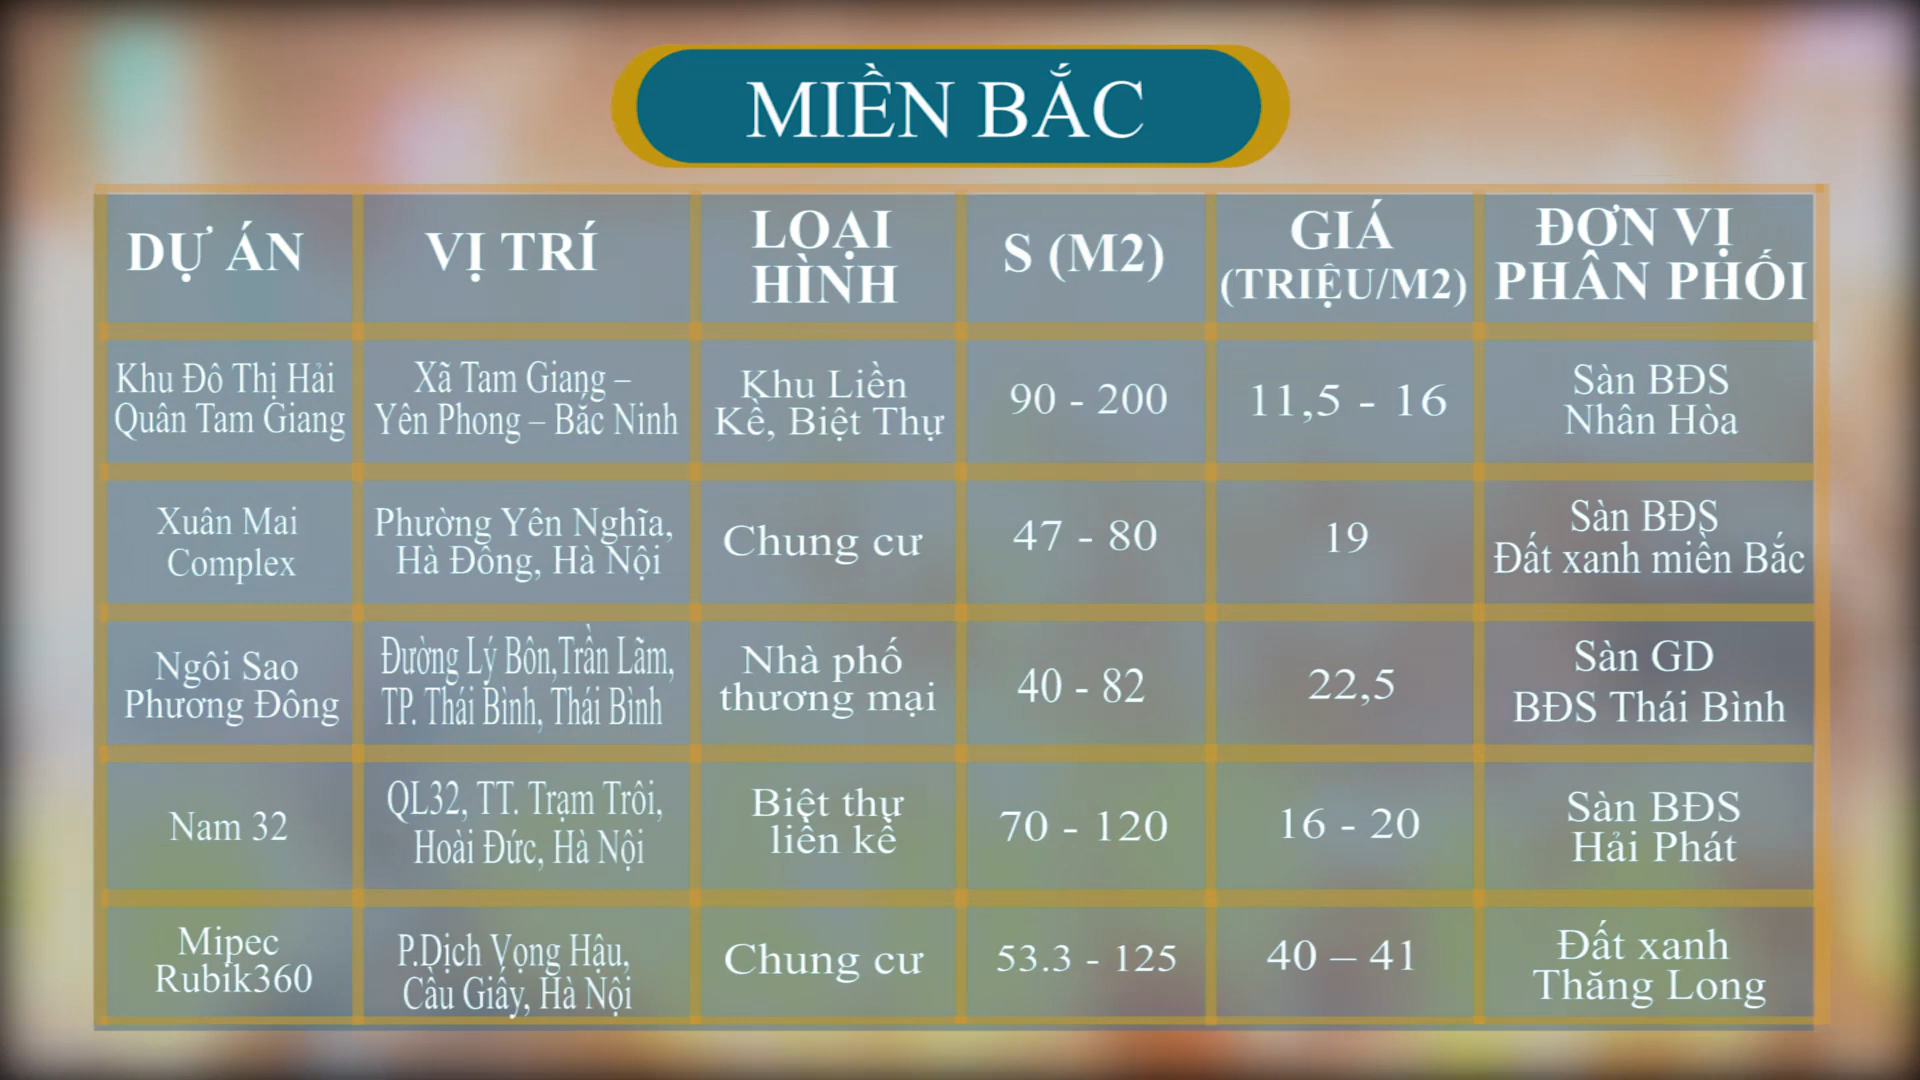 MIỀN BẮC
DỰ ÁN
VỊ TRÍ
LOẠI
HÌNH
S (M2)
GIÁ
(TRIỆU/M2)
ĐƠN VỊ
PHÂN PHỐI
Khu Đô Thị Hải
Quân Tam Giang
Xã Tam Giang –
Yên Phong – Bắc Ninh
Khu Liền
Kề, Biệt Thự
90 - 200
11,5 - 16
Sàn BĐS
Nhân Hòa
Xuân Mai
Complex
Phường Yên Nghĩa,
Hà Đông, Hà Nội
Chung cư
47 - 80
19
Sàn BĐS
Đất xanh miền Bắc
Ngôi Sao
Phương Đông
Đường Lý Bôn,Trần Lãm,
TP. Thái Bình, Thái Bình
Nhà phố
thương mại
40 - 82
22,5
Sàn GD
BĐS Thái Bình
Nam 32
QL32, TT. Trạm Trôi,
Hoài Đức, Hà Nội
Biệt thự
liền kề
70 - 120
16 - 20
Sàn BĐS
Hải Phát
Mipec
Rubik360
P.Dịch Vọng Hậu,
Cầu Giấy, Hà Nội
Chung cư
53.3 - 125
40 – 41
Đất xanh
Thăng Long